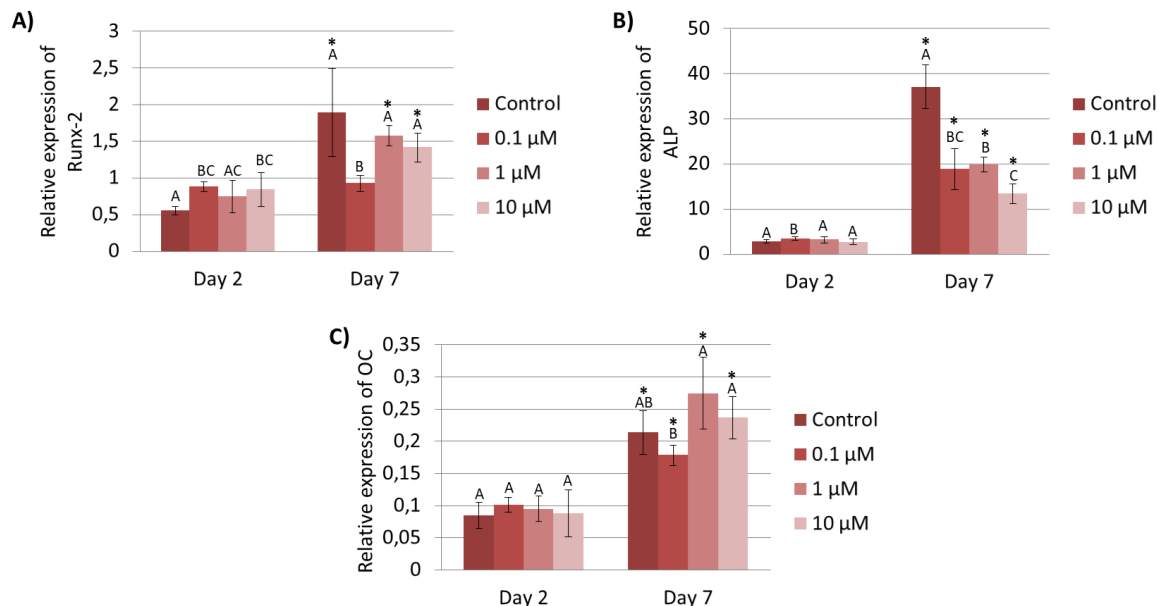 A)
Relative expression of
Runx-2
3
2,5
2
1,5
1
0,5
0
A
BC
AC
BC
*
A
B
*
A
*
A
Day 2
Day 7
Control
0.1 µM
1 µM
10 µM
B)
Relative expression of
ALP
50
40
30
20
10
0
A
B
A
A
*
A
*
BC
*
B
*
C
Day 2
Day 7
Control
0.1 µM
1 µM
10 µM
C)
Relative expression of OC
0,35
0,3
0,25
0,2
0,15
0,1
0,05
0
A
A
A
A
*
AB
*
B
*
A
*
A
Day 2
Day 7
Control
0.1 µM
1 µM
10 µM